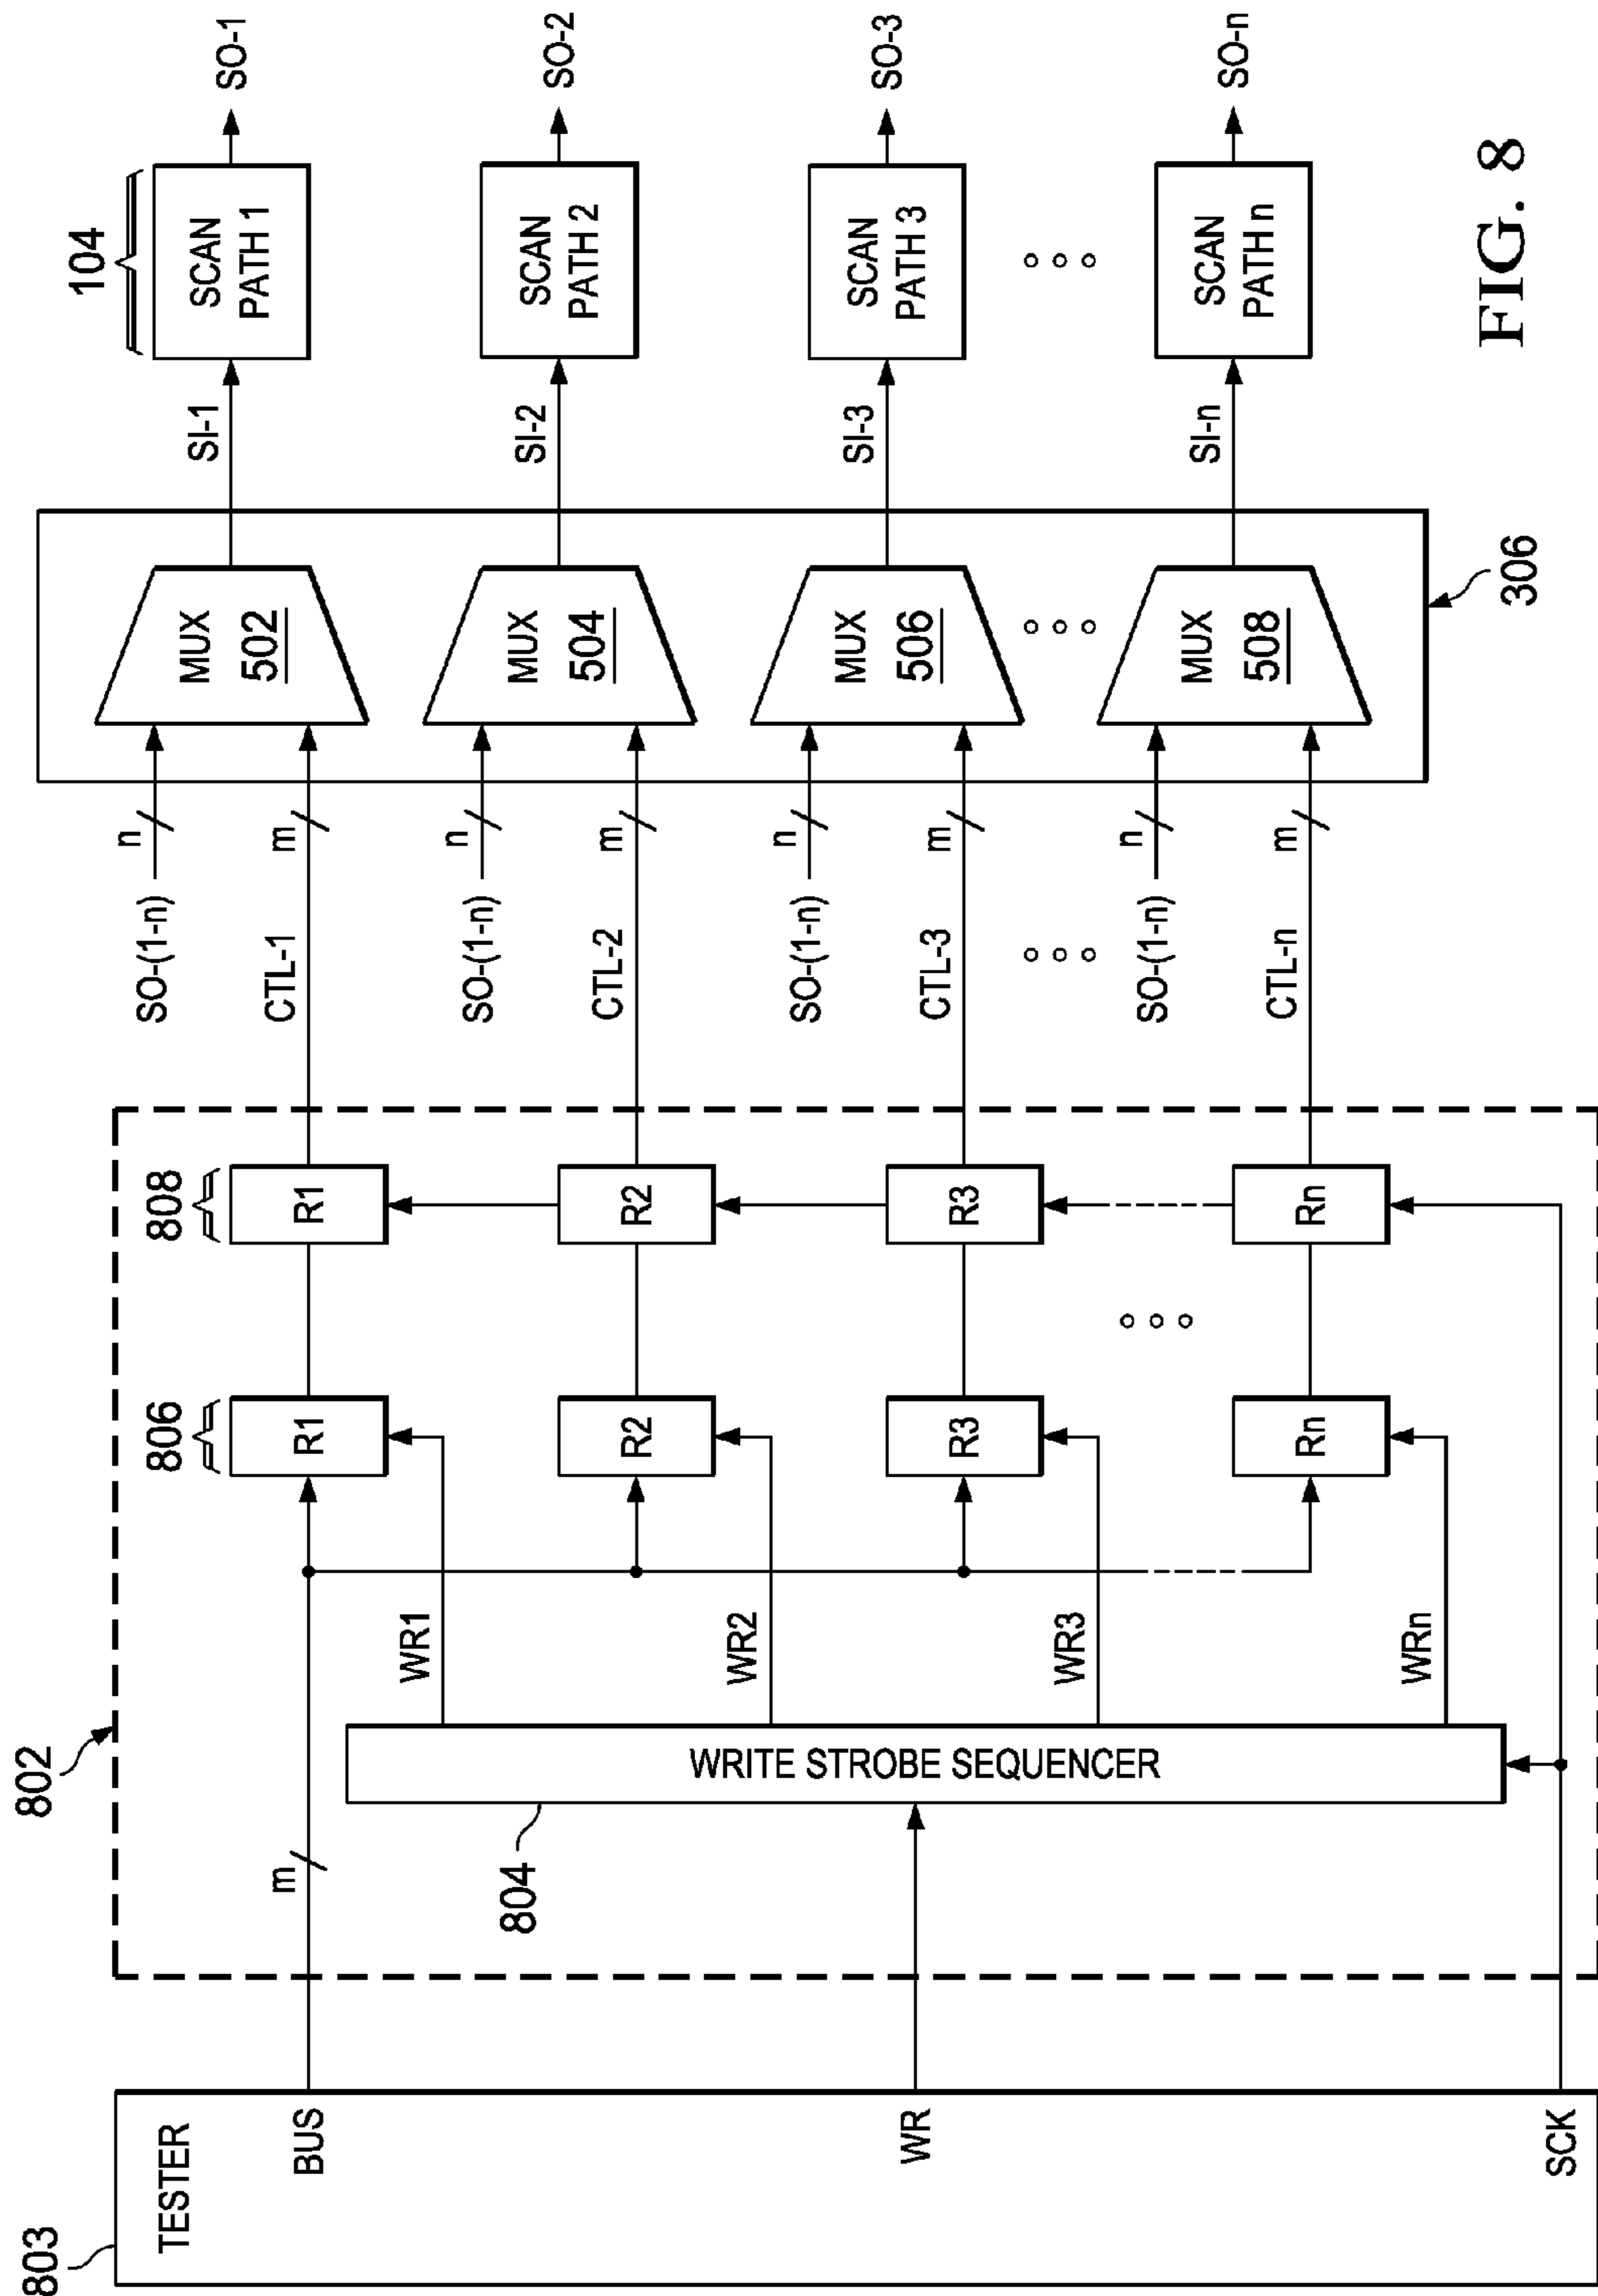 803
TESTER
BUS
WR
SCK
802
m
804
WRITE STROBE SEQUENCER
WR1
WR2
WR3
WRn
806
R1
R2
R3
Rn
808
R1
R2
R3
Rn
SO-(1-n)
n
CTL-1
m
SO-(1-n)
n
CTL-2
m
SO-(1-n)
n
CTL-3
m
SO-(1-n)
n
CTL-n
m
MUX
502
MUX
504
MUX
506
MUX
508
306
SI-1
SI-2
SI-3
SI-n
104
SCAN
PATH 1
SCAN
PATH 2
SCAN
PATH 3
SCAN
PATH n
SO-1
SO-2
SO-3
SO-n
FIG. 8